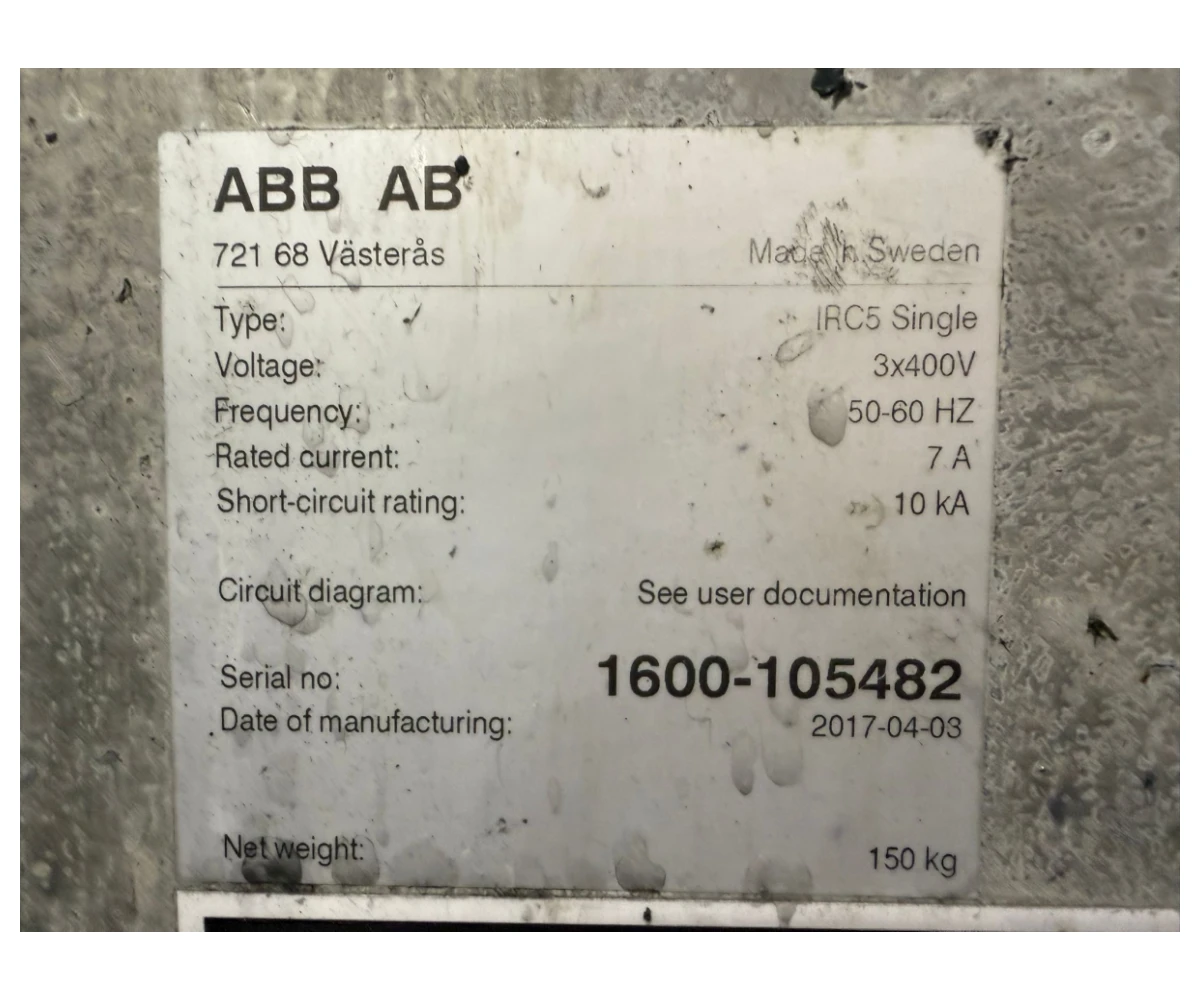 ABB AB
721 68 Västerås Made in Sweden
Type: IRC5 Single
Voltage: 3x400V
Frequency: 50-60 HZ
Rated current: 7 A
Short-circuit rating: 10 kA
Circuit diagram: See user documentation
Serial no: 1600-105482
Date of manufacturing: 2017-04-03
Net weight: 150 kg